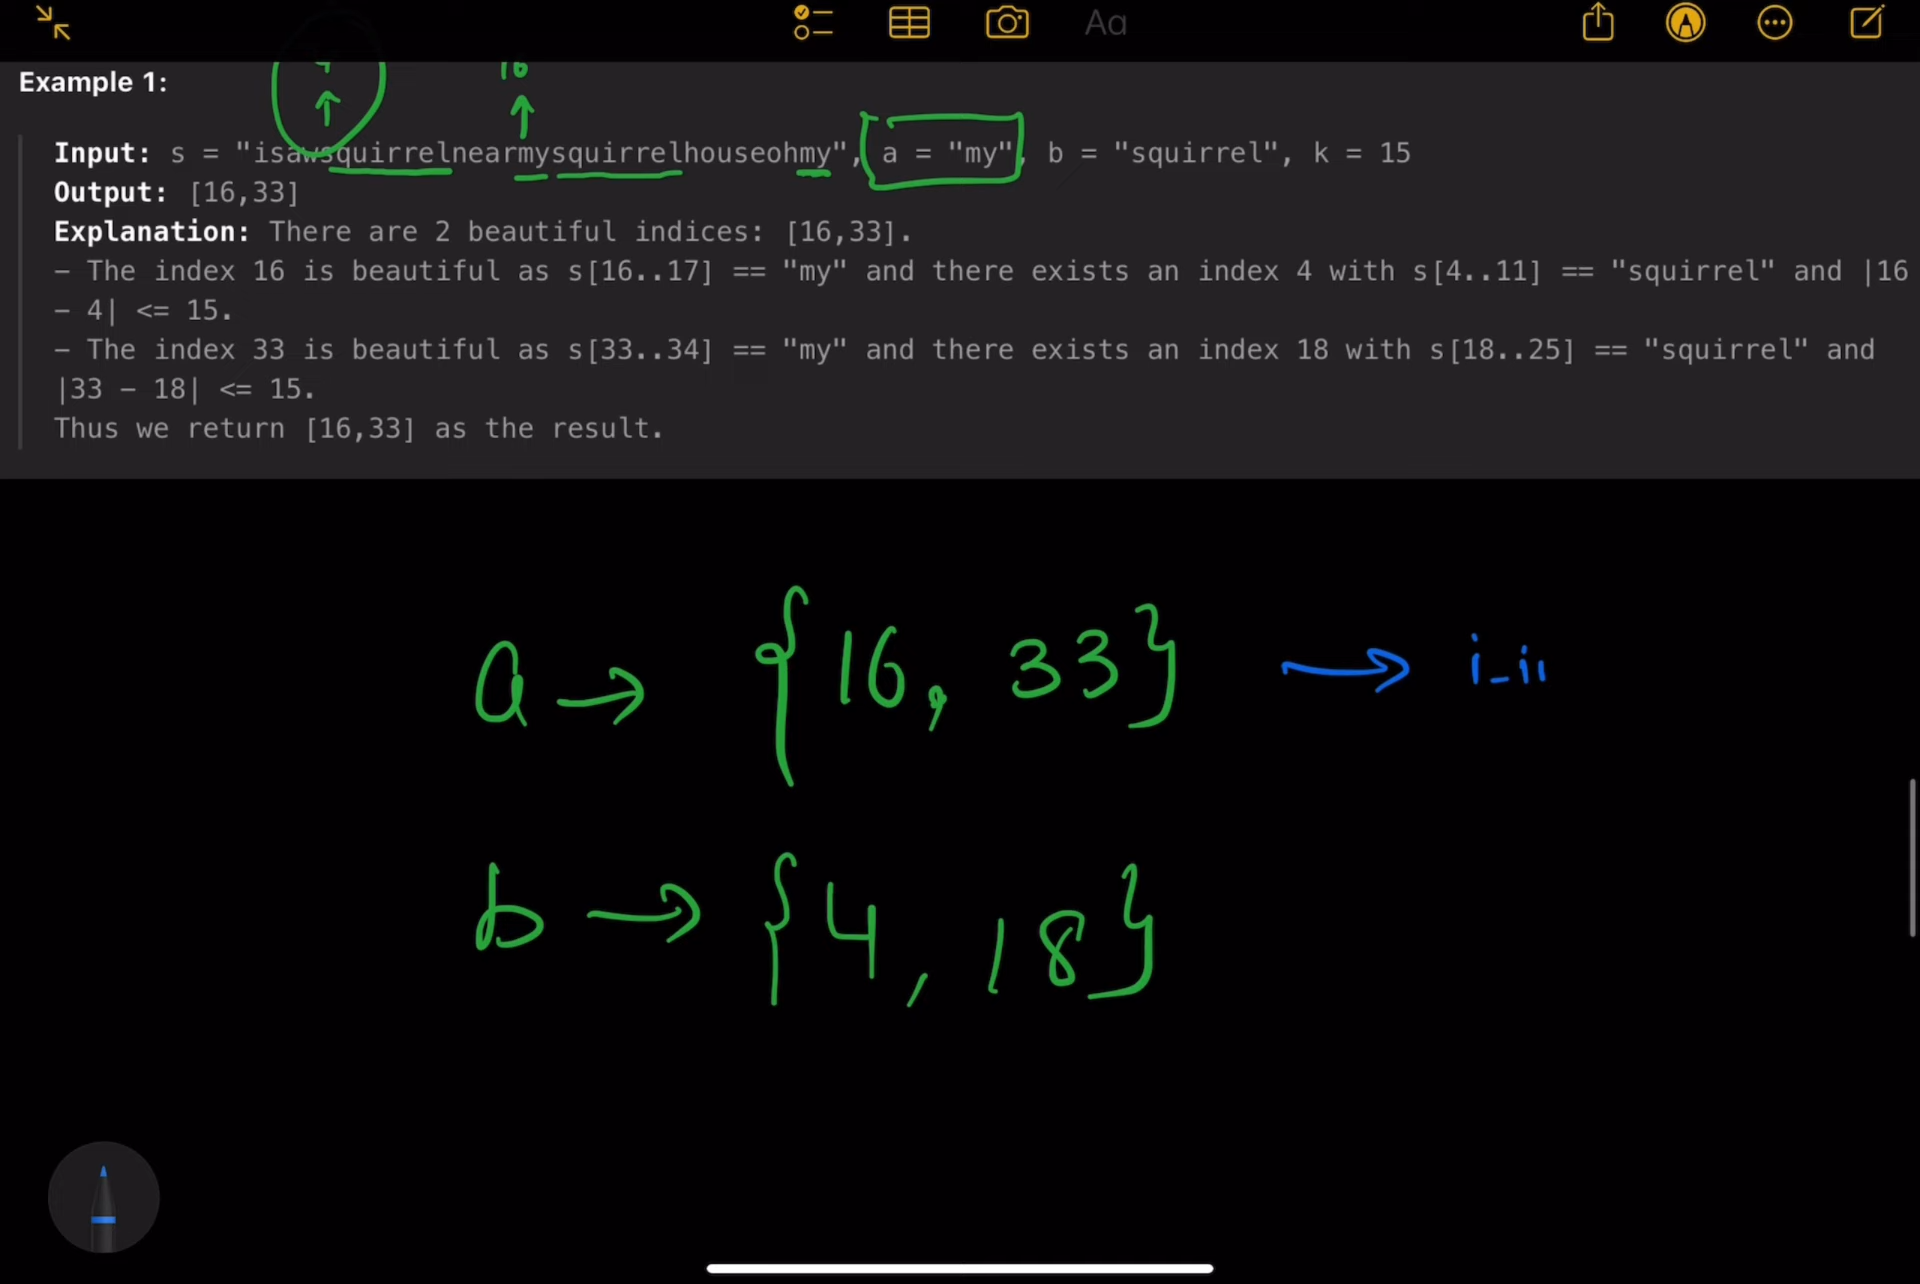 Aa
4
16
Example 1:
Input: s = "isawsquirrelnearmysquirrelhouseohmy", a = "my", b = "squirrel", k = 15
Output: [16,33]
Explanation: There are 2 beautiful indices: [16,33].
- The index 16 is beautiful as s[16..17] == "my" and there exists an index 4 with s[4..11] == "squirrel" and |16
- 4| <= 15.
- The index 33 is beautiful as s[33..34] == "my" and there exists an index 18 with s[18..25] == "squirrel" and
|33 - 18| <= 15.
Thus we return [16,33] as the result.
a → {16, 33} → i_ii
b → {4, 18}